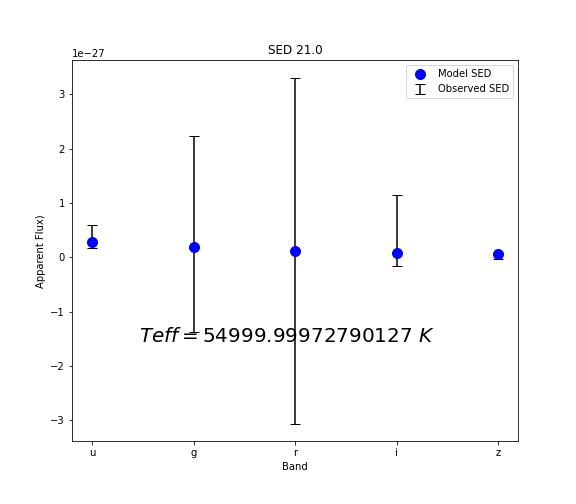 SED 21.0
1e−27
Model SED
Observed SED
3
2
1
0
−1
−2
−3
Apparent Flux)
Teff = 54999.99972790127 K
u g r i z
Band